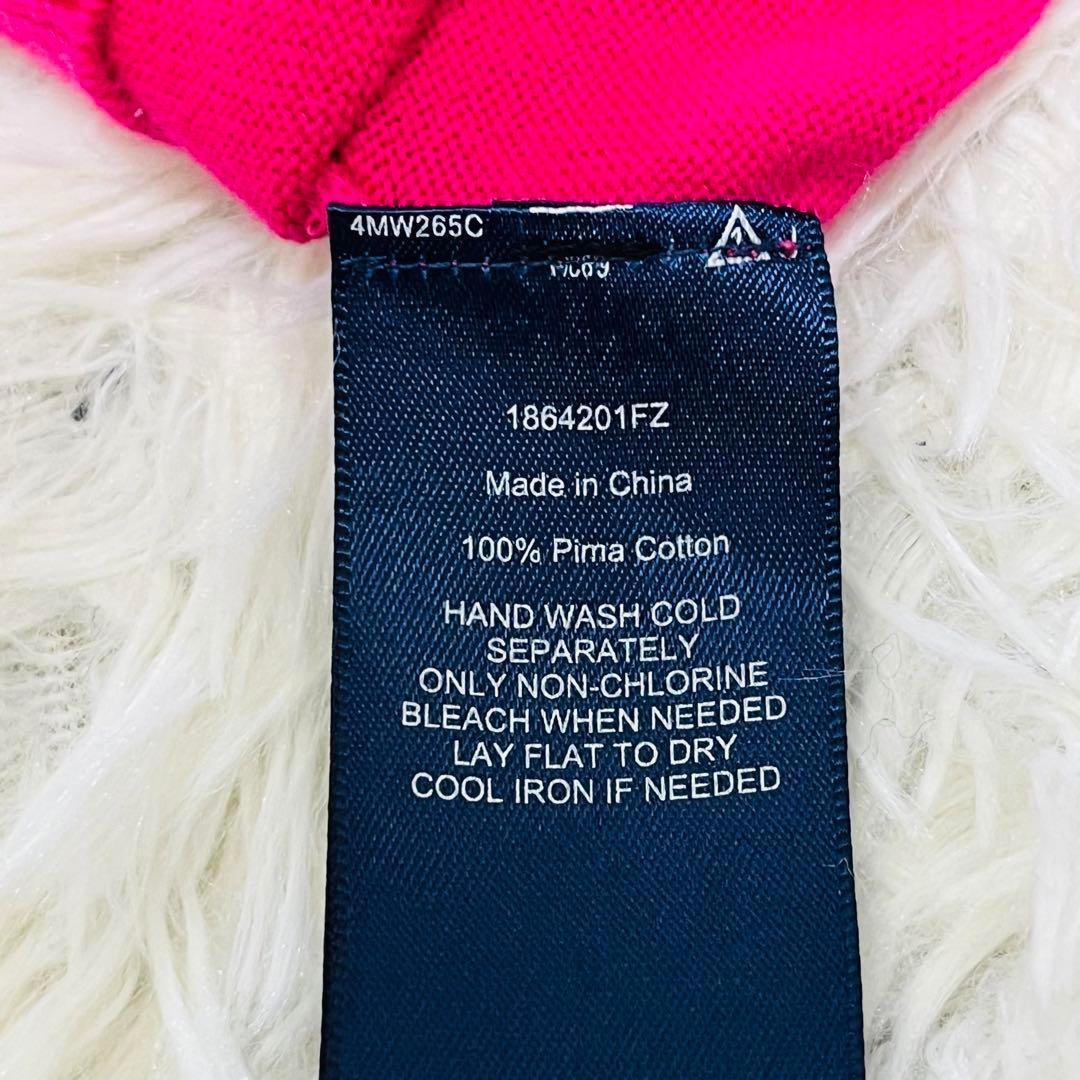 4MW265C
1864201FZ
Made in China
100% Pima Cotton
HAND WASH COLD
SEPARATELY
ONLY NON-CHLORINE
BLEACH WHEN NEEDED
LAY FLAT TO DRY
COOL IRON IF NEEDED